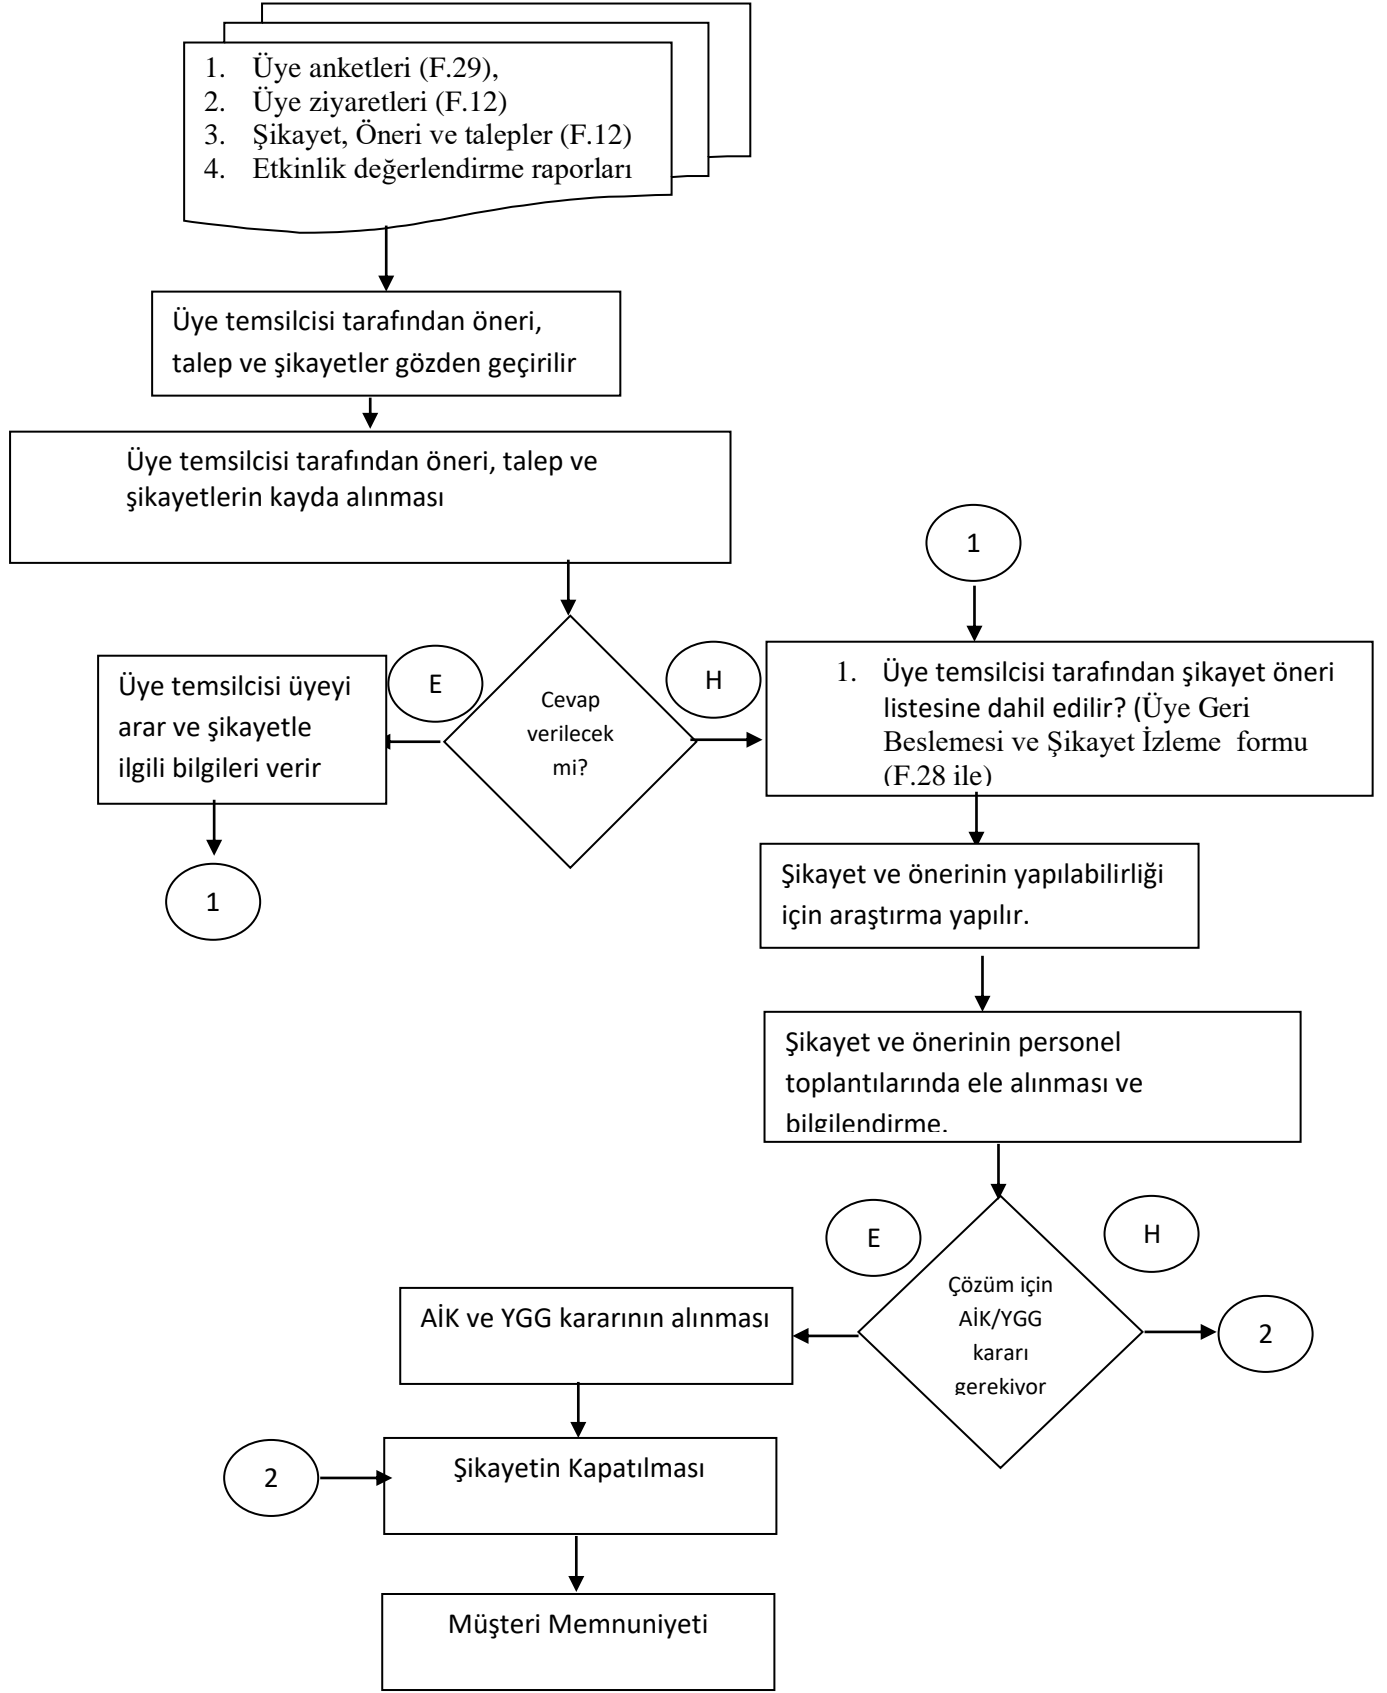 1. Üye anketleri (F.29),
2. Üye ziyaretleri (F.12)
3. Şikayet, Öneri ve talepler (F.12)
4. Etkinlik değerlendirme raporları
Üye temsilcisi tarafından öneri,
talep ve şikayetler gözden geçirilir
Üye temsilcisi tarafından öneri, talep ve
şikayetlerin kayda alınması
1
E
H
Üye temsilcisi üyeyi
arar ve şikayetle
ilgili bilgileri verir
Cevap
verilecek
mi?
1. Üye temsilcisi tarafından şikayet öneri
listesine dahil edilir? (Üye Geri
Beslemesi ve Şikayet İzleme formu
(F.28 ile)
1
Şikayet ve önerinin yapılabilirliği
için araştırma yapılır.
Şikayet ve önerinin personel
toplantılarında ele alınması ve
bilgilendirme.
E
H
Çözüm için
AİK/YGG
kararı
gerekiyor
2
AİK ve YGG kararının alınması
2
Şikayetin Kapatılması
Müşteri Memnuniyeti